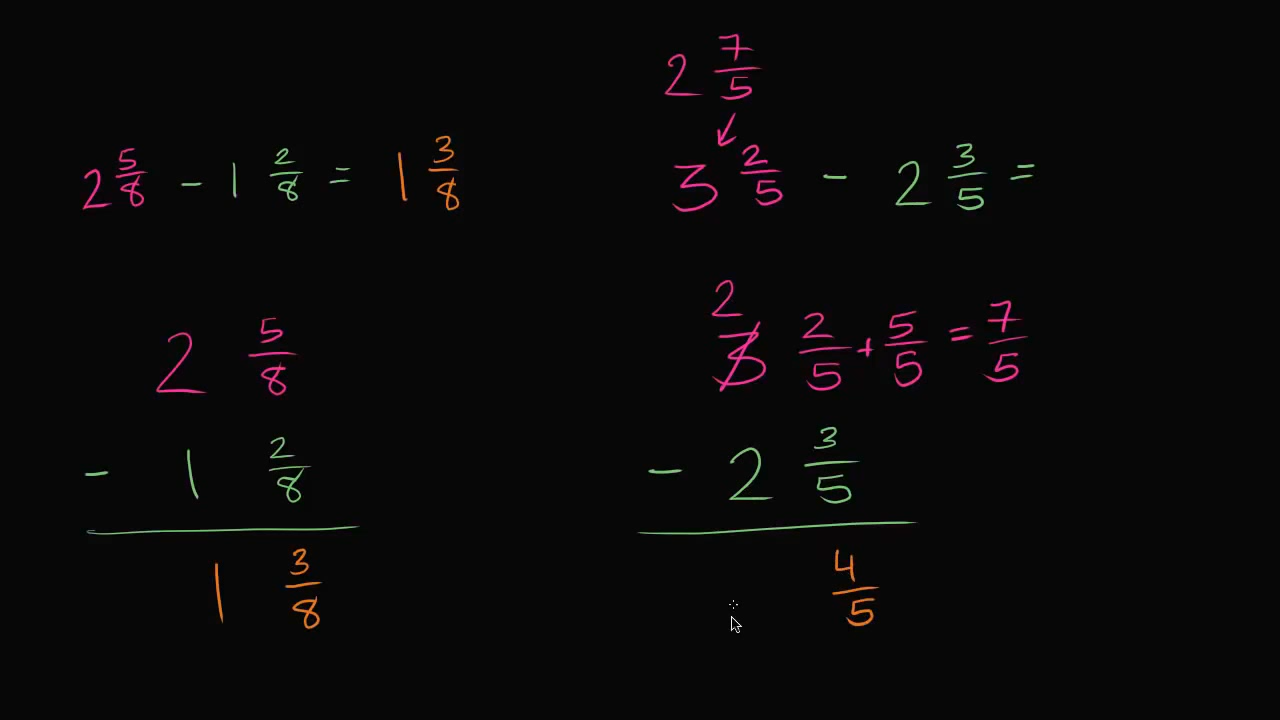 2 7/5
2 5/8 - 1 2/8 = 1 3/8
3 2/5 - 2 3/5 =
2 5/8
- 1 2/8
1 3/8
2
3 2/5 + 5/5 = 7/5
- 2 3/5
4/5